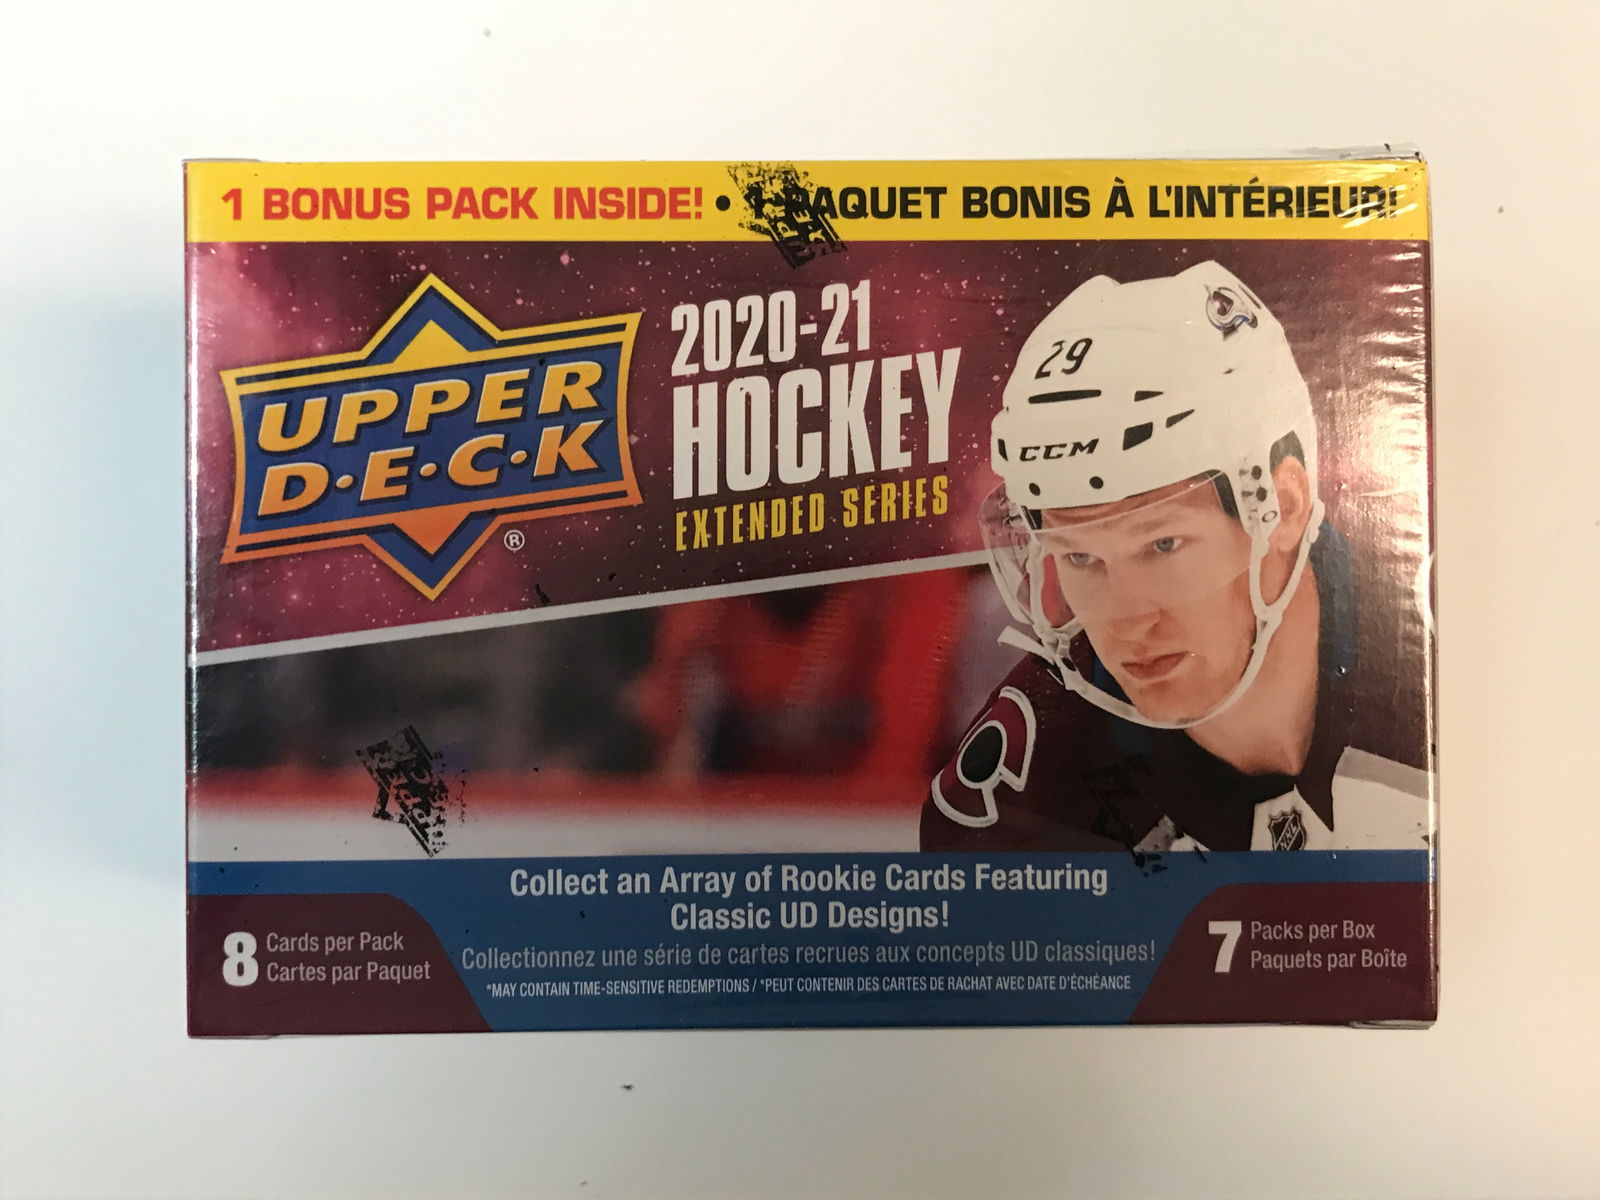 1 BONUS PACK INSIDE! • 1 PAQUET BONIS À L'INTÉRIEUR!
UPPER
D•E•C•K
®
2020-21
HOCKEY
EXTENDED SERIES
29
CCM
NHL
Collect an Array of Rookie Cards Featuring
Classic UD Designs!
Collectionnez une série de cartes recrues aux concepts UD classiques!
*MAY CONTAIN TIME-SENSITIVE REDEMPTIONS / *PEUT CONTENIR DES CARTES DE RACHAT AVEC DATE D'ÉCHÉANCE
8 Cards per Pack
Cartes par Paquet
7 Packs per Box
Paquets par Boîte